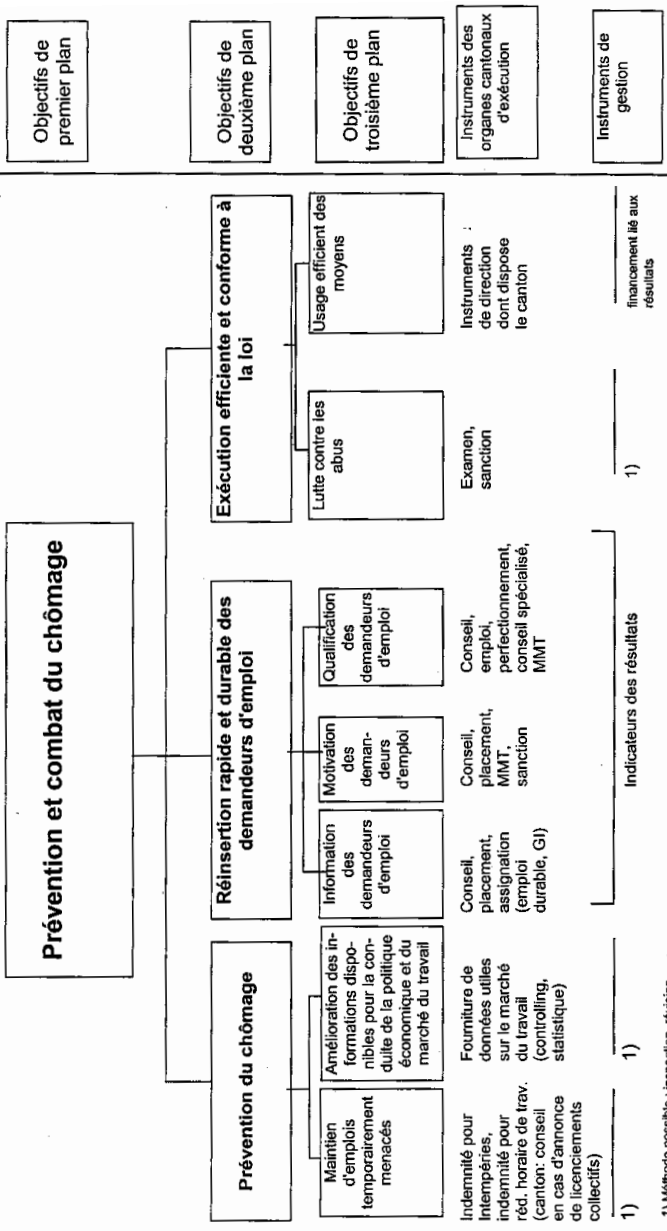 Prévention et combat du chômage
Objectifs de
premier plan
Prévention du chômage
Réinsertion rapide et durable des
demandeurs d'emploi
Exécution efficiente et conforme à
la loi
Objectifs de
deuxième plan
Maintien
d'emplois
temporairement
menacés
Amélioration des in-
formations dispo-
nibles pour la con-
duite de la politique
économique et du
marché du travail
Information
des
demandeurs
d'emploi
Motivation
des
deman-
deurs
d'emploi
Qualification
des
demandeurs
d'emploi
Lutte contre les
abus
Usage efficient des
moyens
Objectifs de
troisième plan
Indemnité pour
Intempéries,
indemnité pour
réd. horaire de trav.
(canton: conseil
en cas d'annonce
de licenciements
collectifs)
Fourniture de
données utiles
sur le marché
du travail
(controlling,
statistique)
Conseil,
placement,
assignation
(emploi
durable, GI)
Conseil,
placement,
MMT,
sanction
Conseil,
emploi,
perfectionnement,
conseil spécialisé,
MMT
Examen,
sanction
Instruments :
de direction
dont dispose
le canton
Instruments des
organes cantonaux
d'exécution
1)
1)
Indicateurs des résultats
1)
financement lié aux
résultats
Instruments de
gestion
1) Méthode possible : inspection, révision